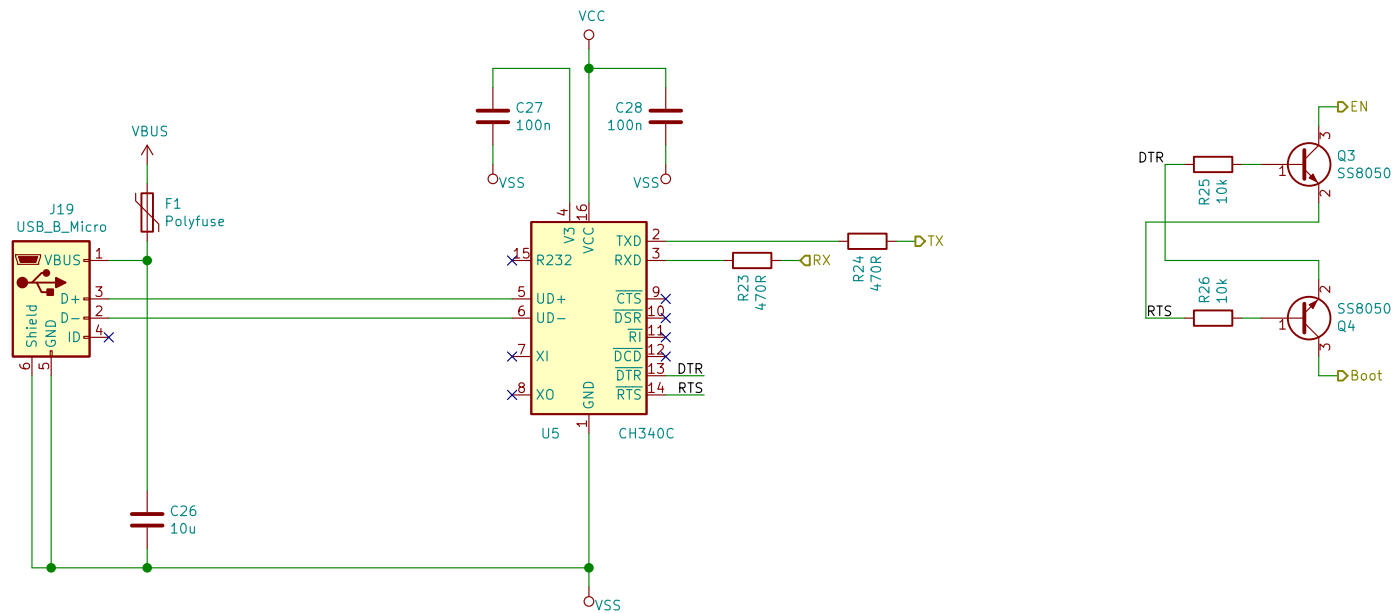 VCC
C27
100n
C28
100n
VSS
VSS
VBUS
F1
Polyfuse
J19
USB_B_Micro
VBUS
1
D+
3
D-
2
ID
4
Shield
GND
6
5
C26
10u
4
16
V3
VCC
15
R232
5
UD+
6
UD-
7
XI
8
XO
GND
1
TXD
2
RXD
3
CTS
9
DSR
10
RI
11
DCD
12
DTR
13
DTR
RTS
14
RTS
U5
CH340C
VSS
R23
470R
RX
R24
470R
TX
EN
3
DTR
R25
10k
1
Q3
SS8050
2
RTS
R26
10k
1
2
SS8050
Q4
3
Boot